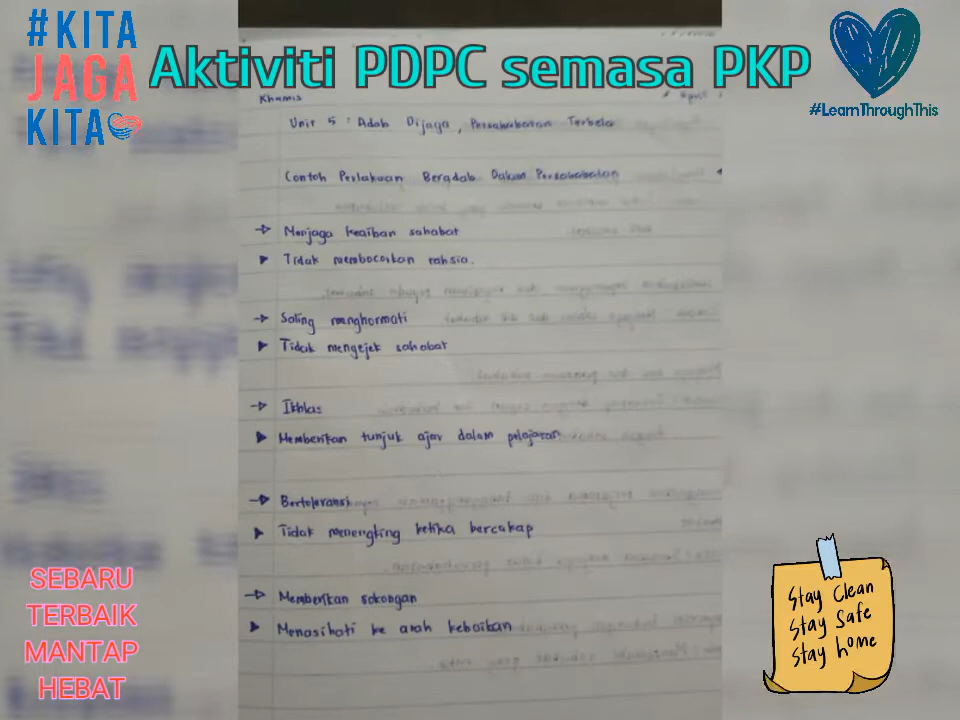 #KITA
JAGA
KITA
Aktiviti PDPC semasa PKP
#LearnThroughThis
Khamis
Unit 5 : Adab Dijaga, Persahabatan Terbela
Contoh Perlakuan Beradab Dalam Persahabatan
→ Menjaga keaiban sahabat
► Tidak membocorkan rahsia.
→ Saling menghormati
► Tidak mengejek sahabat
→ Ikhlas
► Memberikan tunjuk ajar dalam pelajaran
→ Bertoleransi
► Tidak menengking ketika bercakap
→ Memberikan sokongan
► Menasihati ke arah kebaikan
SEBARU
TERBAIK
MANTAP
HEBAT
Stay Clean
Stay Safe
Stay home